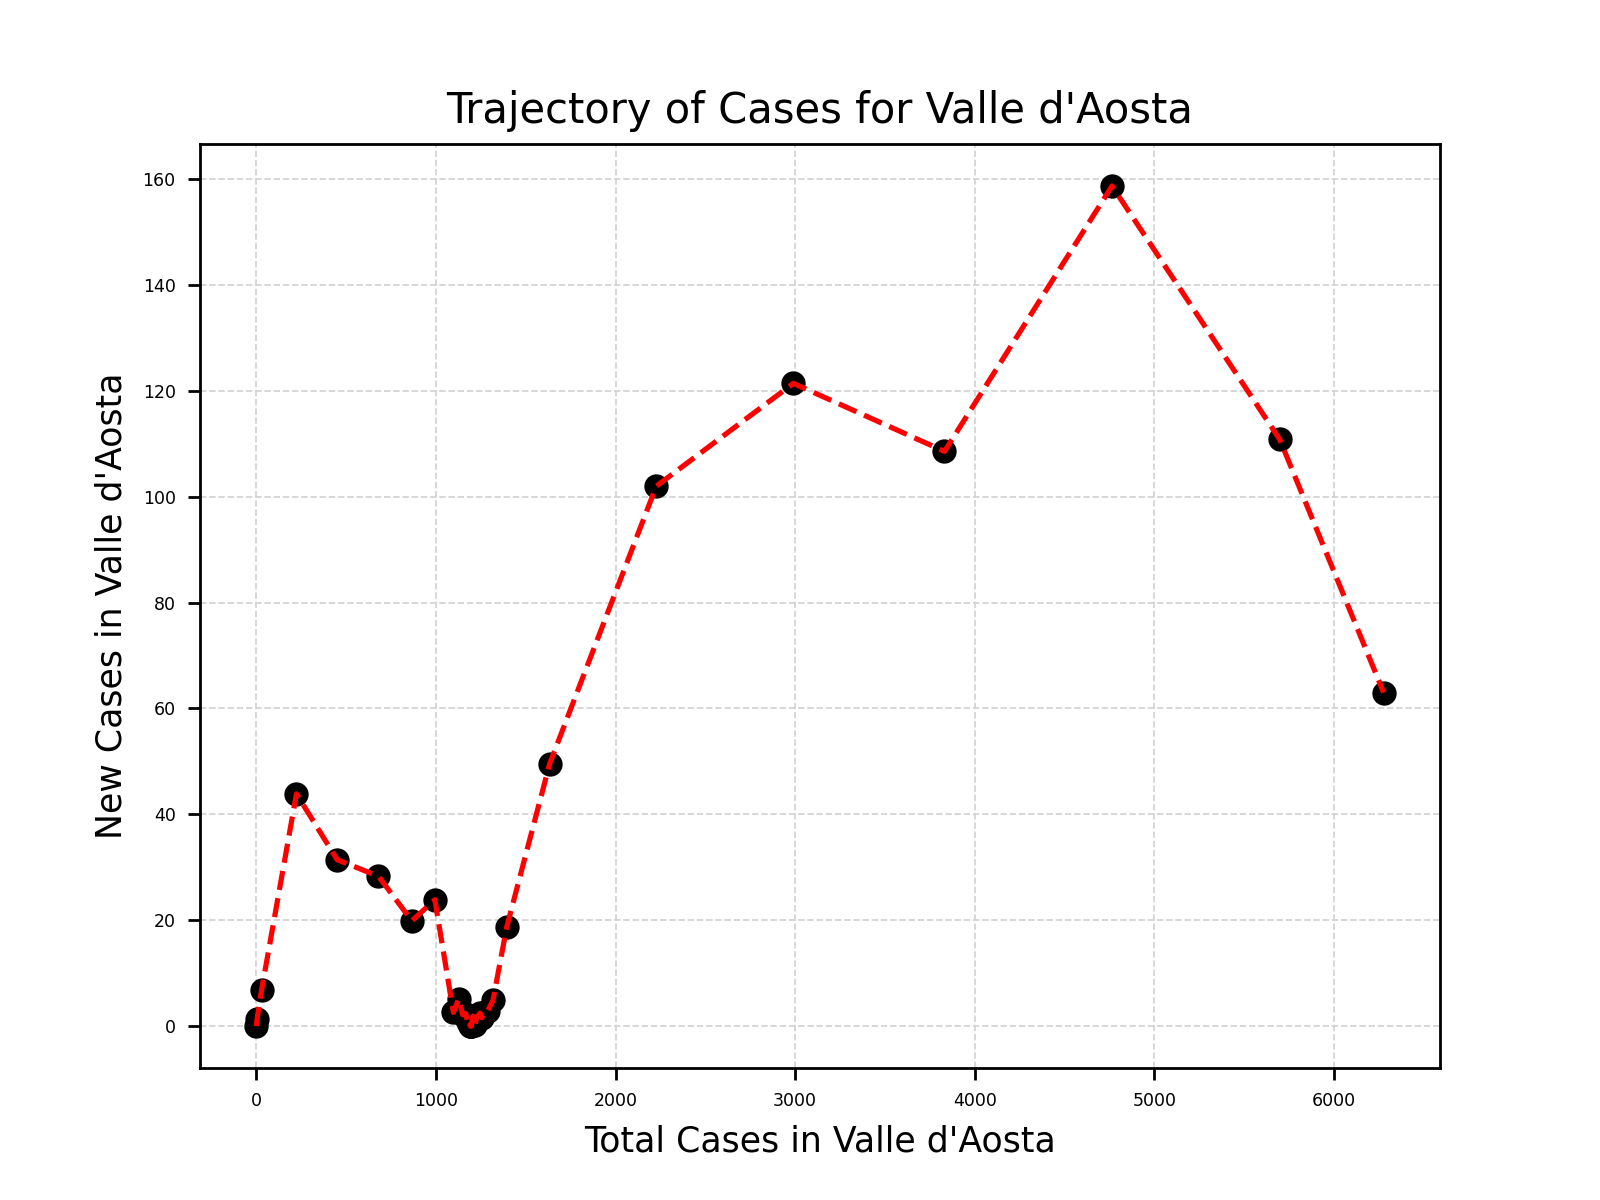 Trajectory of Cases for Valle d'Aosta
New Cases in Valle d'Aosta
160
140
120
100
80
60
40
20
0
0 1000 2000 3000 4000 5000 6000
Total Cases in Valle d'Aosta